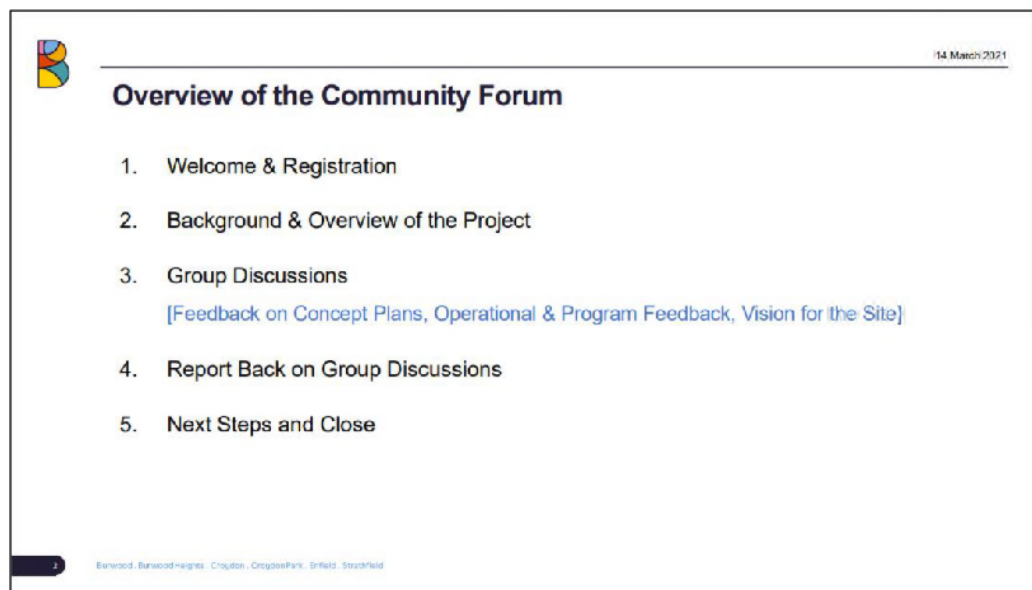 14 March 2021
Overview of the Community Forum
1. Welcome & Registration
2. Background & Overview of the Project
3. Group Discussions
[Feedback on Concept Plans, Operational & Program Feedback, Vision for the Site]
4. Report Back on Group Discussions
5. Next Steps and Close
2
Burwood . Burwood Heights . Croydon . Croydon Park . Enfield . Strathfield